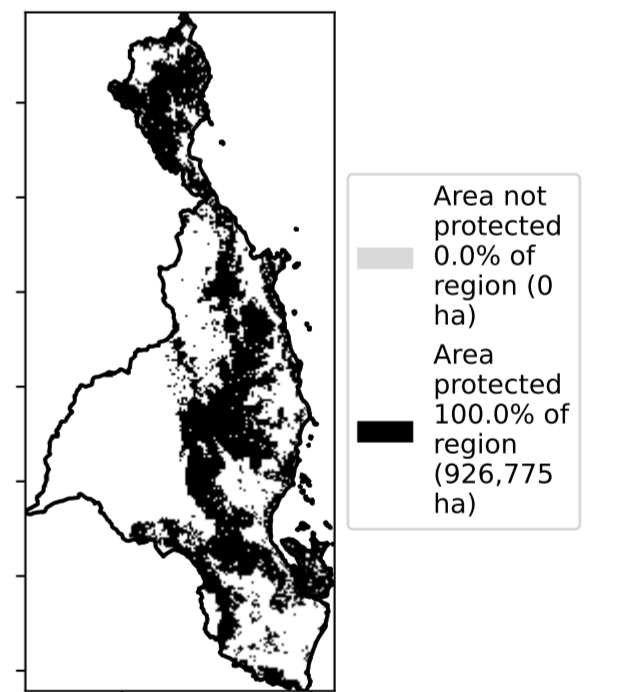 Area not
protected
0.0% of
region (0
ha)
Area
protected
100.0% of
region
(926,775
ha)